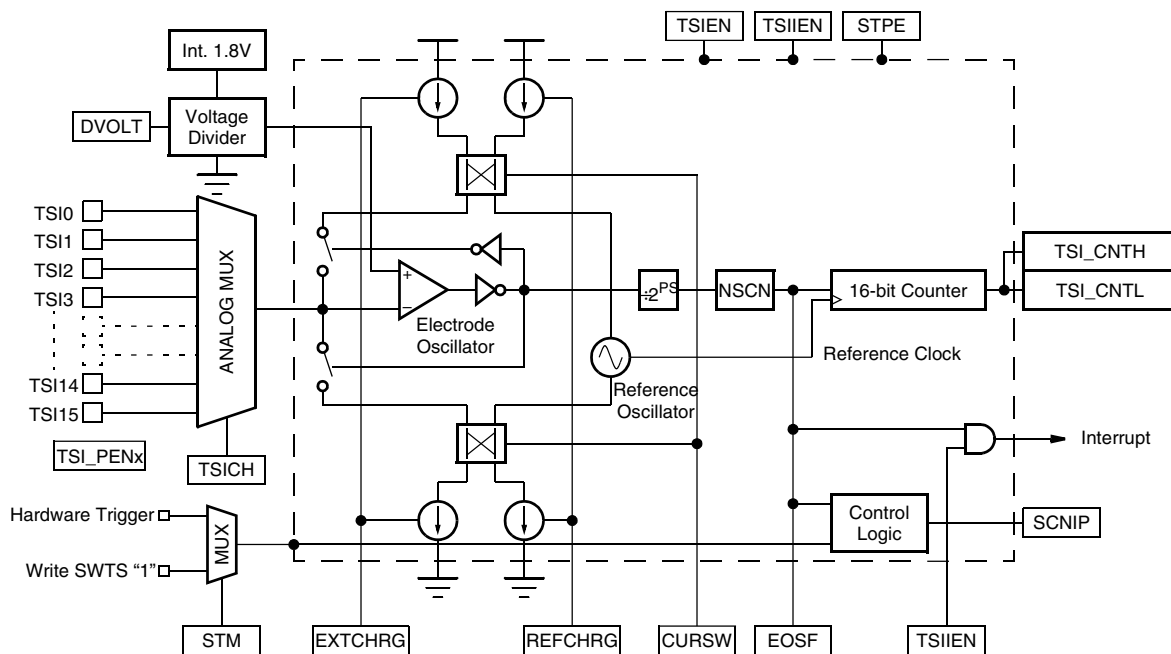 TSIEN
TSIIEN
STPE
Int. 1.8V
DVOLT
Voltage
Divider
TSI0
TSI1
TSI2
TSI3
TSI14
TSI15
ANALOG MUX
TSI_PENx
TSICH
+
−
Electrode
Oscillator
÷2PS
NSCN
16-bit Counter
TSI_CNTH
TSI_CNTL
Reference Clock
Reference
Oscillator
Interrupt
Hardware Trigger
Write SWTS “1”
MUX
Control
Logic
SCNIP
STM
EXTCHRG
REFCHRG
CURSW
EOSF
TSIIEN